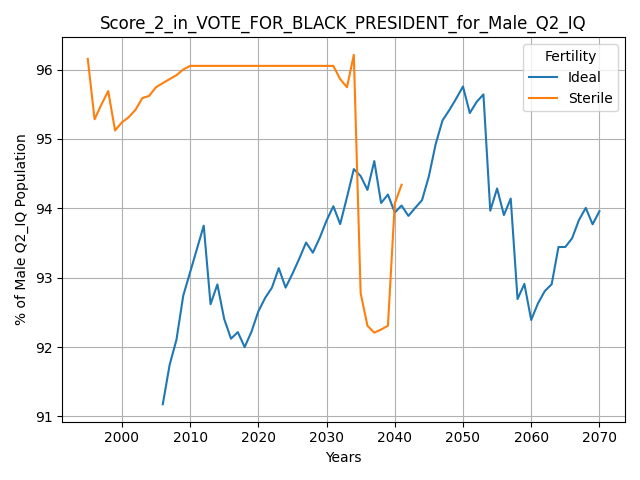 Score_2_in_VOTE_FOR_BLACK_PRESIDENT_for_Male_Q2_IQ
Fertility
Ideal
Sterile
% of Male Q2_IQ Population
96
95
94
93
92
91
2000 2010 2020 2030 2040 2050 2060 2070
Years